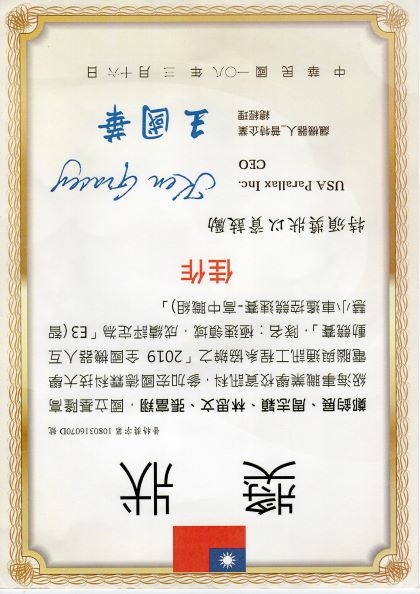 獎 狀
普特獎字第 1080316070D 號
鄭鈞展、周志穎、林思文、張富翔，國立基隆高
級海事職業學校資訊科，參加宏國德霖科技大學
電腦與通訊工程系協辦之「2019 全國機器人互
動競賽」，隊名：極速領域，成績評定為「E3 (智
慧小車遙控競速賽-高中職組)」
佳作
特頒獎狀以資鼓勵
USA Parallax Inc. Ken Gracey
CEO
飆機器人_普特企業 王國華
總經理
中 華 民 國 一〇八 年 三 月 十六 日